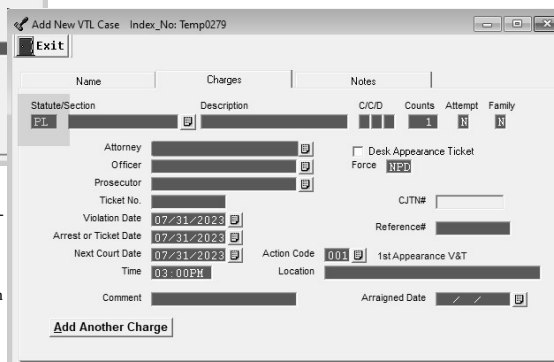 Add New VTL Case Index_No: Temp0279
Exit
Name Charges Notes
Statute/Section Description C/C/D Counts Attempt Family
PL 1 N N
Attorney Desk Appearance Ticket
Officer Force NPD
Prosecutor
Ticket No. CJTN#
Violation Date 07/31/2023
Reference#
Arrest or Ticket Date 07/31/2023
Next Court Date 07/31/2023 Action Code 001 1st Appearance V&T
Time 03:00PM Location
Comment Arraigned Date / /
Add Another Charge